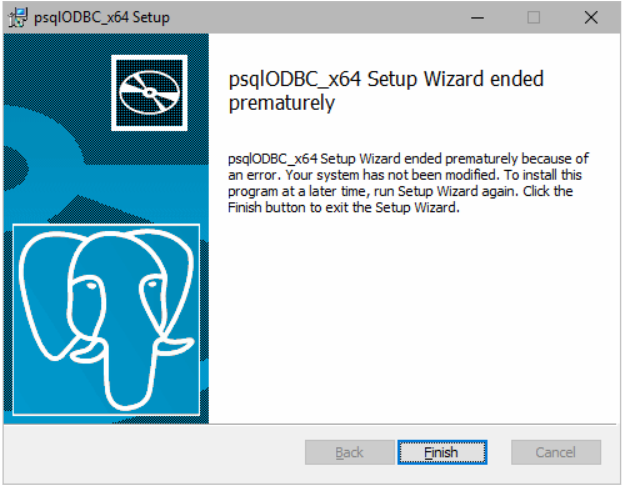 psqlODBC_x64 Setup
psqlODBC_x64 Setup Wizard ended
prematurely
psqlODBC_x64 Setup Wizard ended prematurely because of
an error. Your system has not been modified. To install this
program at a later time, run Setup Wizard again. Click the
Finish button to exit the Setup Wizard.
Back Finish Cancel